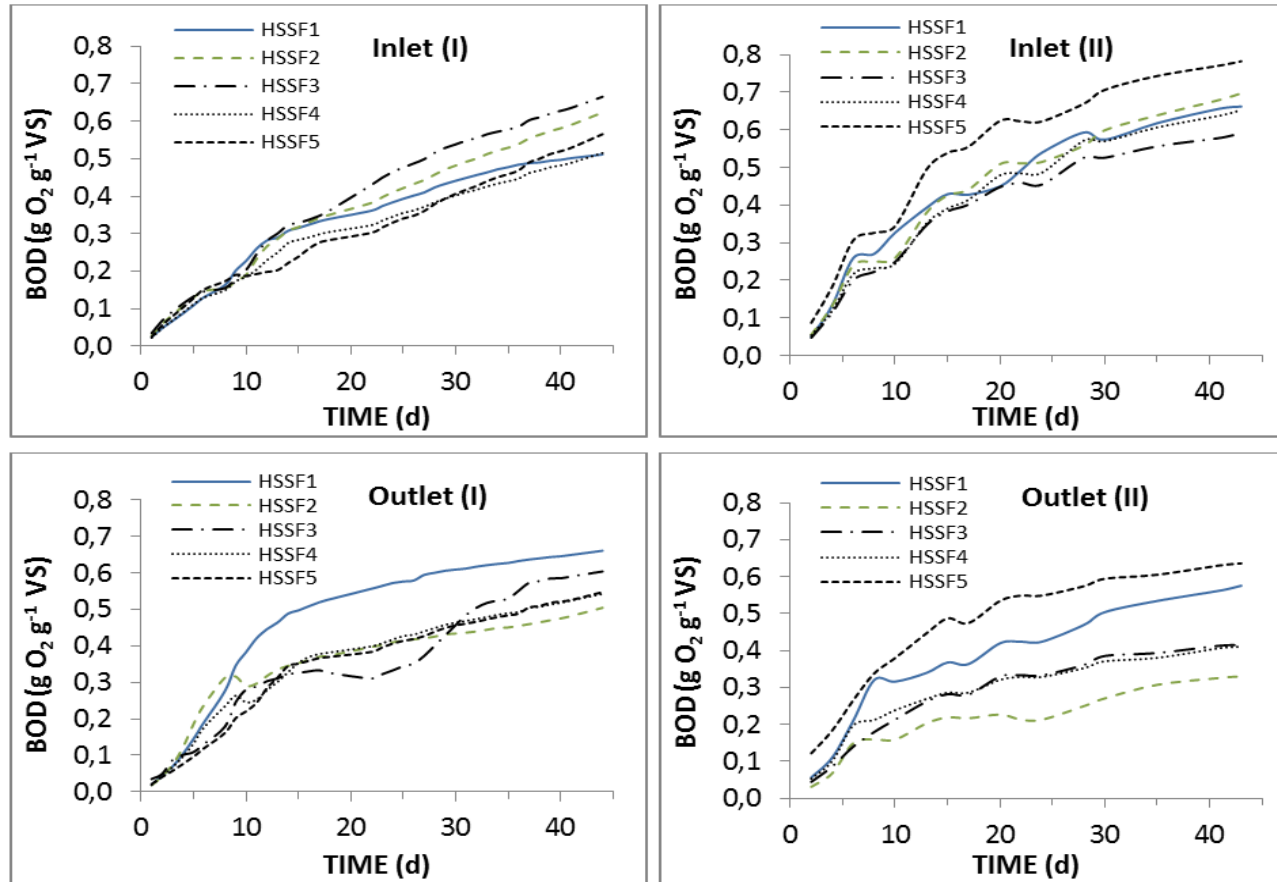 Inlet (I)
HSSF1
HSSF2
HSSF3
HSSF4
HSSF5
BOD (g O₂ g⁻¹ VS)
0,8
0,7
0,6
0,5
0,4
0,3
0,2
0,1
0,0
0 10 20 30 40
TIME (d)
Inlet (II)
HSSF1
HSSF2
HSSF3
HSSF4
HSSF5
BOD (g O₂ g⁻¹ VS)
0,8
0,7
0,6
0,5
0,4
0,3
0,2
0,1
0,0
0 10 20 30 40
TIME (d)
Outlet (I)
HSSF1
HSSF2
HSSF3
HSSF4
HSSF5
BOD (g O₂ g⁻¹ VS)
0,8
0,7
0,6
0,5
0,4
0,3
0,2
0,1
0,0
0 10 20 30 40
TIME (d)
Outlet (II)
HSSF1
HSSF2
HSSF3
HSSF4
HSSF5
BOD (g O₂ g⁻¹ VS)
0,8
0,7
0,6
0,5
0,4
0,3
0,2
0,1
0,0
0 10 20 30 40
TIME (d)